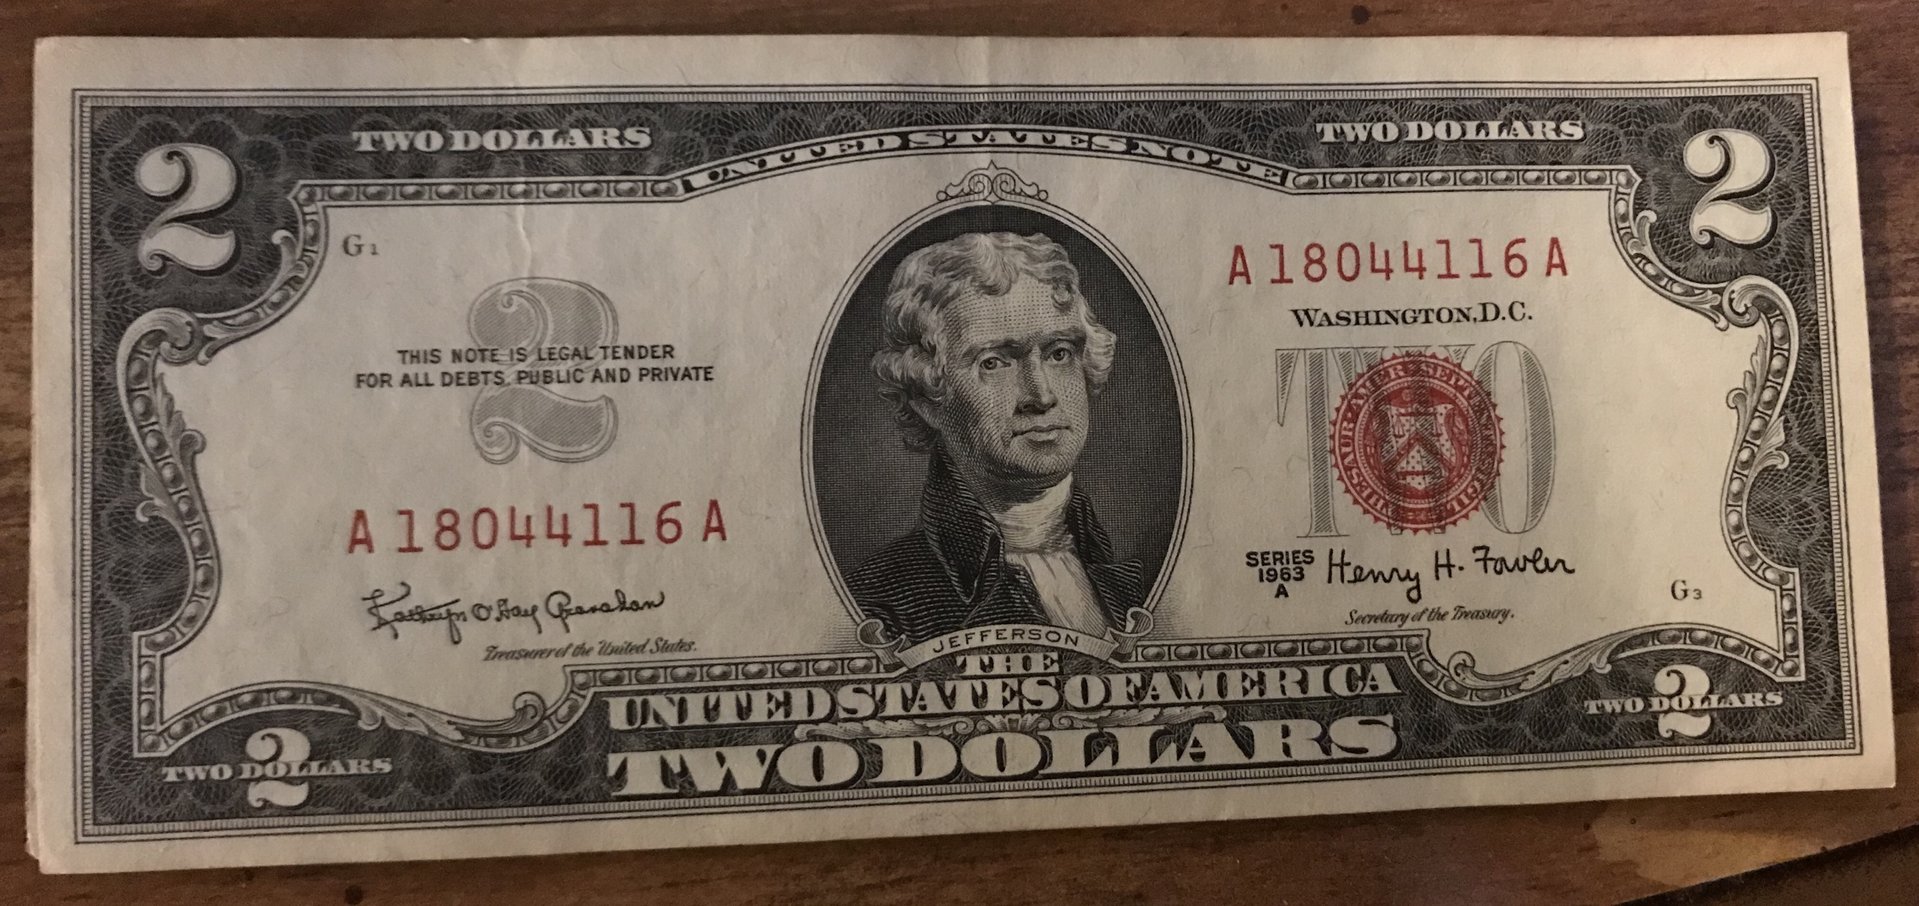 2
TWO DOLLARS
UNITED STATES NOTE
TWO DOLLARS
2
G1
2
THIS NOTE IS LEGAL TENDER
FOR ALL DEBTS, PUBLIC AND PRIVATE
A 18044116 A
Kathryn O'Hay Granahan
Treasurer of the United States.
A 18044116 A
WASHINGTON, D.C.
TWO
SERIES
1963
A
Henry H. Fowler
Secretary of the Treasury.
G3
JEFFERSON
THE
UNITED STATES OF AMERICA
TWO DOLLARS
2
TWO DOLLARS
2
TWO DOLLARS